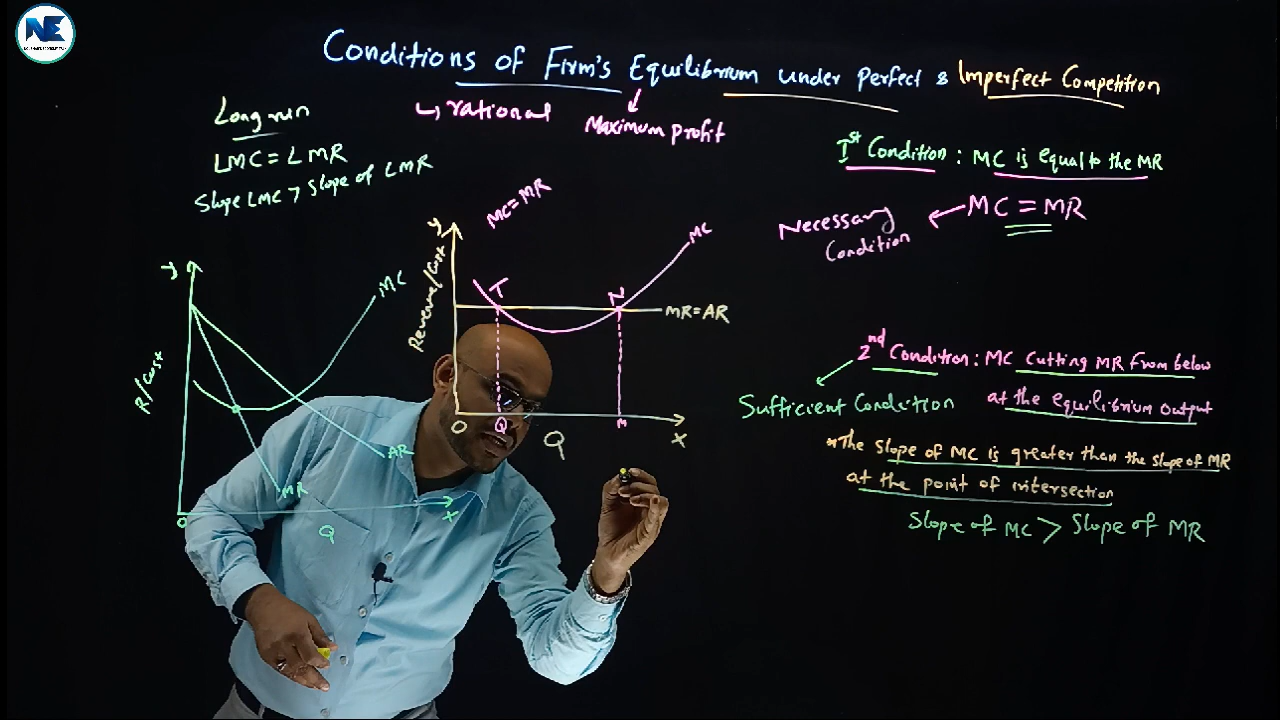 NE
Conditions of Firm's Equilibrium under Perfect & Imperfect Competition
↳ rational
Maximum profit
Long run
LMC = LMR
Slope LMC > Slope of LMR
Ist Condition : MC is equal to the MR
MC = MR
Necessary
Condition
2nd Condition : MC Cutting MR From below
at the equilibrium output
Sufficient Condition
*The Slope of MC is greater than the slope of MR
at the point of intersection
Slope of MC > Slope of MR
MC = MR
y
Revenue/Cost
T
N
MC
MR = AR
O
Q
M
X
Q
y
R/Cost
MC
AR
MR
O
X
Q